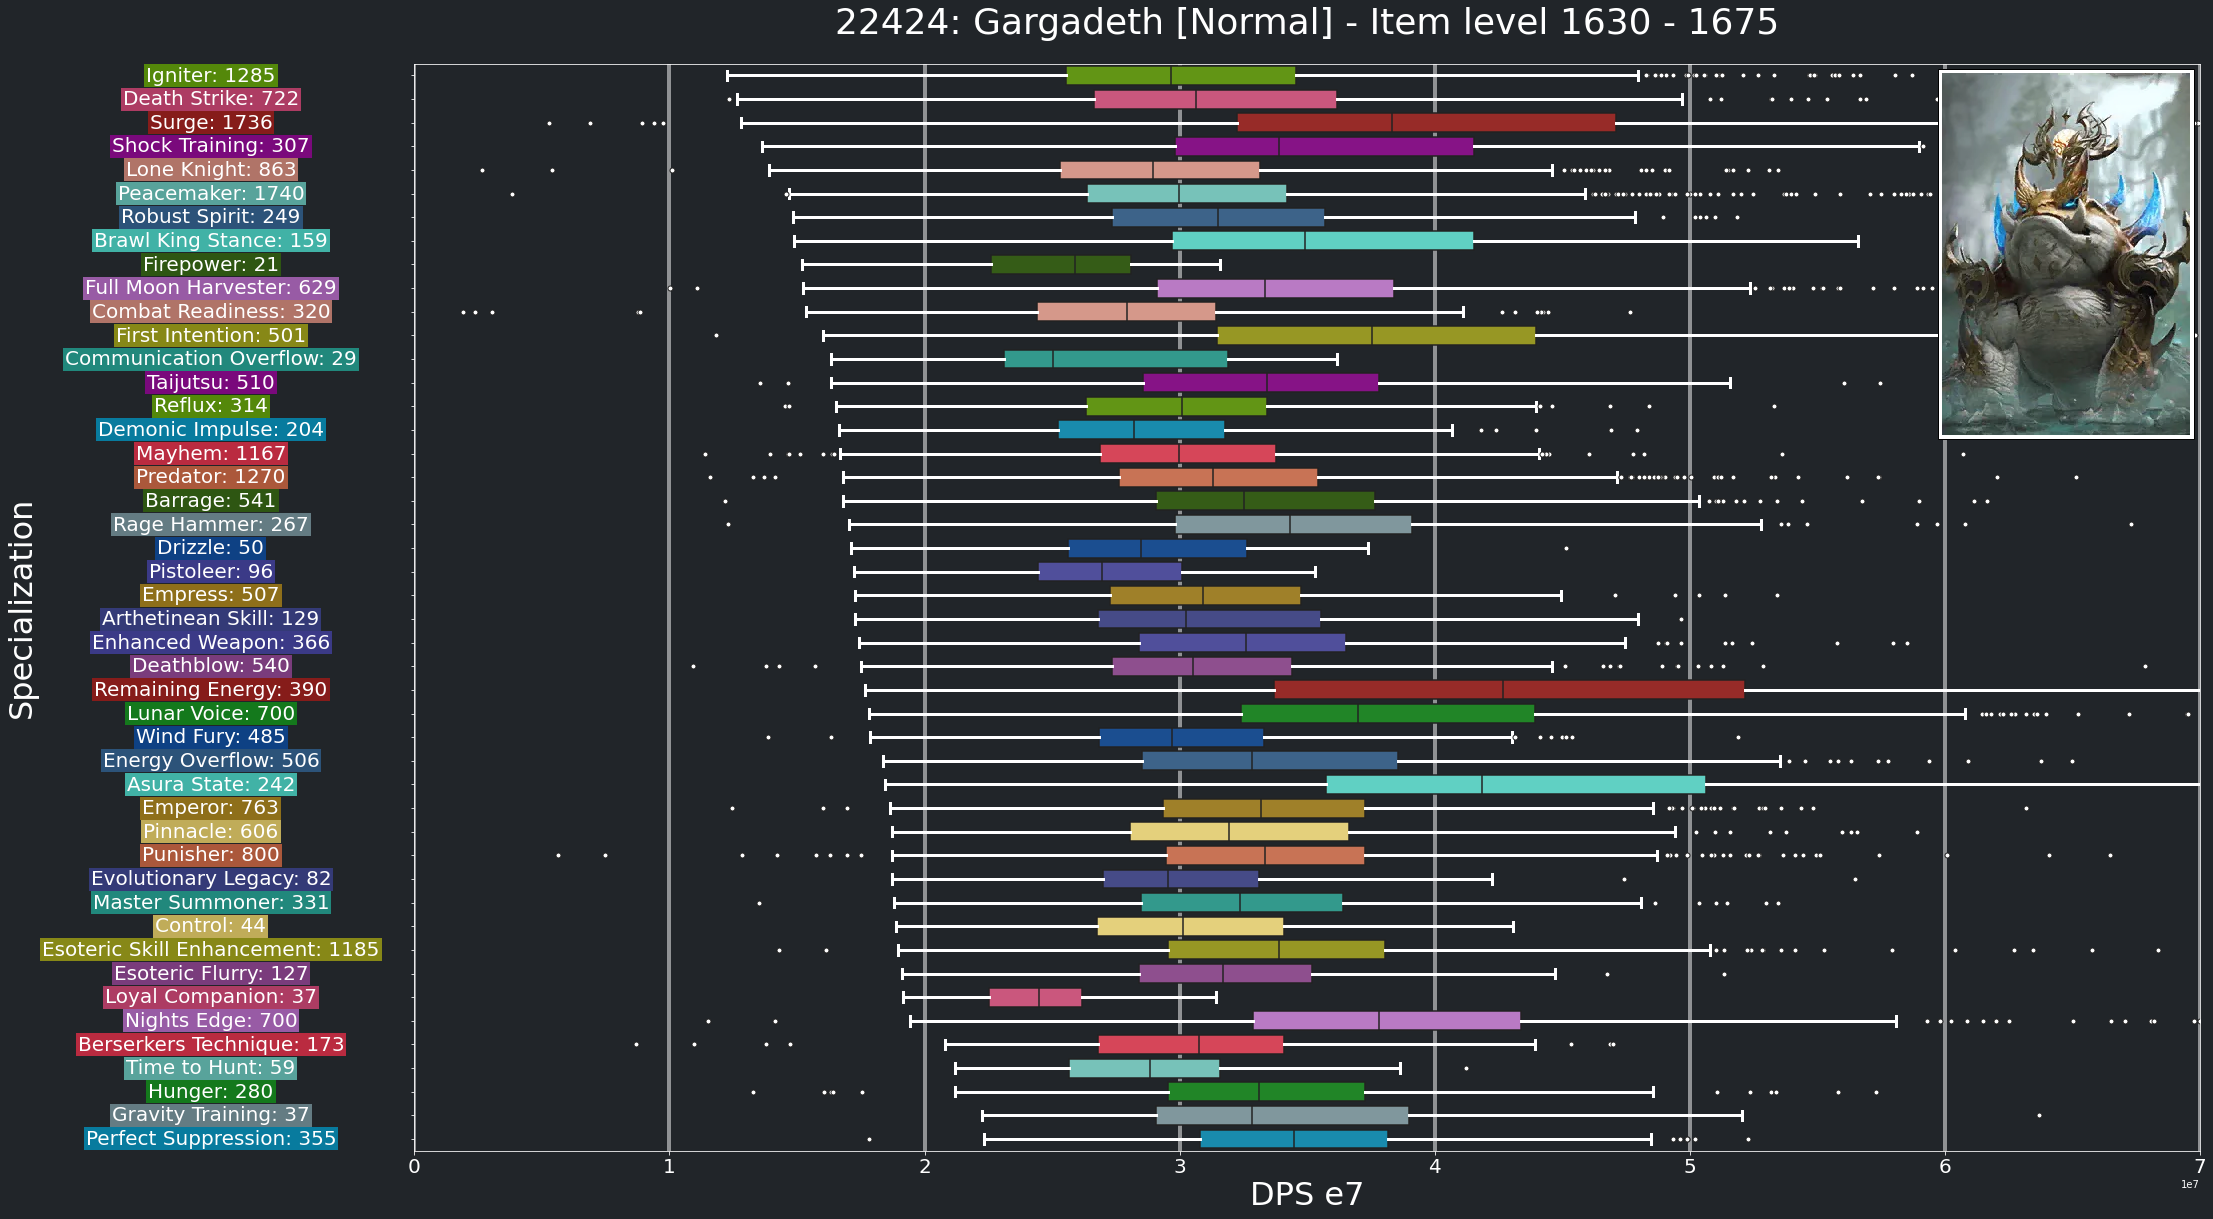 22424: Gargadeth [Normal] - Item level 1630 - 1675
Igniter: 1285
Death Strike: 722
Surge: 1736
Shock Training: 307
Lone Knight: 863
Peacemaker: 1740
Robust Spirit: 249
Brawl King Stance: 159
Firepower: 21
Full Moon Harvester: 629
Combat Readiness: 320
First Intention: 501
Communication Overflow: 29
Taijutsu: 510
Reflux: 314
Demonic Impulse: 204
Mayhem: 1167
Predator: 1270
Barrage: 541
Rage Hammer: 267
Drizzle: 50
Pistoleer: 96
Empress: 507
Arthetinean Skill: 129
Enhanced Weapon: 366
Deathblow: 540
Remaining Energy: 390
Lunar Voice: 700
Wind Fury: 485
Energy Overflow: 506
Asura State: 242
Emperor: 763
Pinnacle: 606
Punisher: 800
Evolutionary Legacy: 82
Master Summoner: 331
Control: 44
Esoteric Skill Enhancement: 1185
Esoteric Flurry: 127
Loyal Companion: 37
Nights Edge: 700
Berserkers Technique: 173
Time to Hunt: 59
Hunger: 280
Gravity Training: 37
Perfect Suppression: 355
Specialization
0 1 2 3 4 5 6 7
1e7
DPS e7